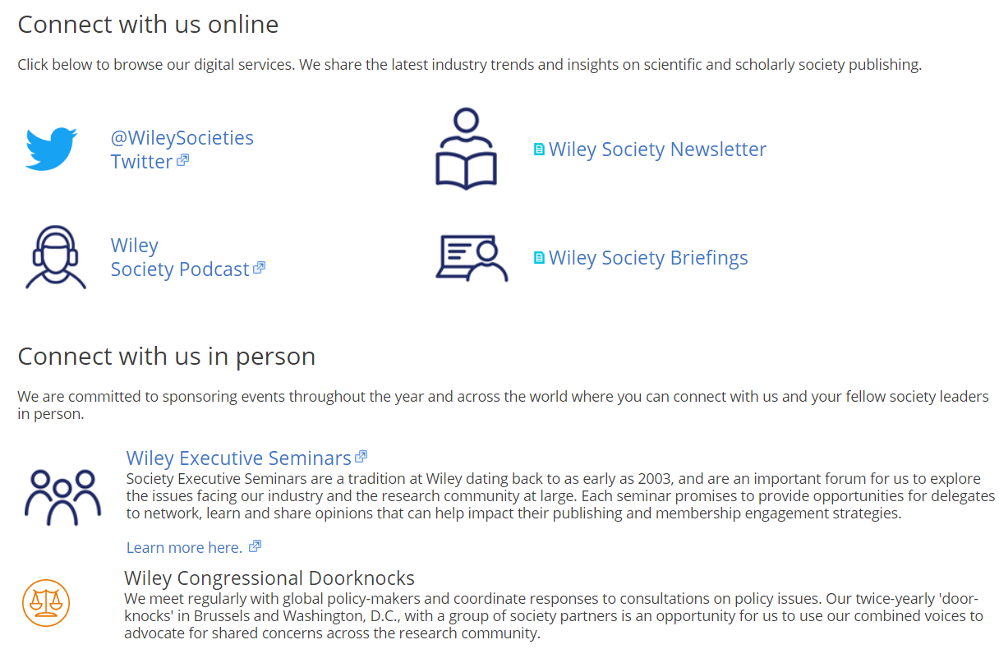 Connect with us online
Click below to browse our digital services. We share the latest industry trends and insights on scientific and scholarly society publishing.
@WileySocieties
Twitter
Wiley Society Newsletter
Wiley
Society Podcast
Wiley Society Briefings
Connect with us in person
We are committed to sponsoring events throughout the year and across the world where you can connect with us and your fellow society leaders
in person.
Wiley Executive Seminars
Society Executive Seminars are a tradition at Wiley dating back to as early as 2003, and are an important forum for us to explore
the issues facing our industry and the research community at large. Each seminar promises to provide opportunities for delegates
to network, learn and share opinions that can help impact their publishing and membership engagement strategies.
Learn more here.
Wiley Congressional Doorknocks
We meet regularly with global policy-makers and coordinate responses to consultations on policy issues. Our twice-yearly 'door-
knocks' in Brussels and Washington, D.C., with a group of society partners is an opportunity for us to use our combined voices to
advocate for shared concerns across the research community.